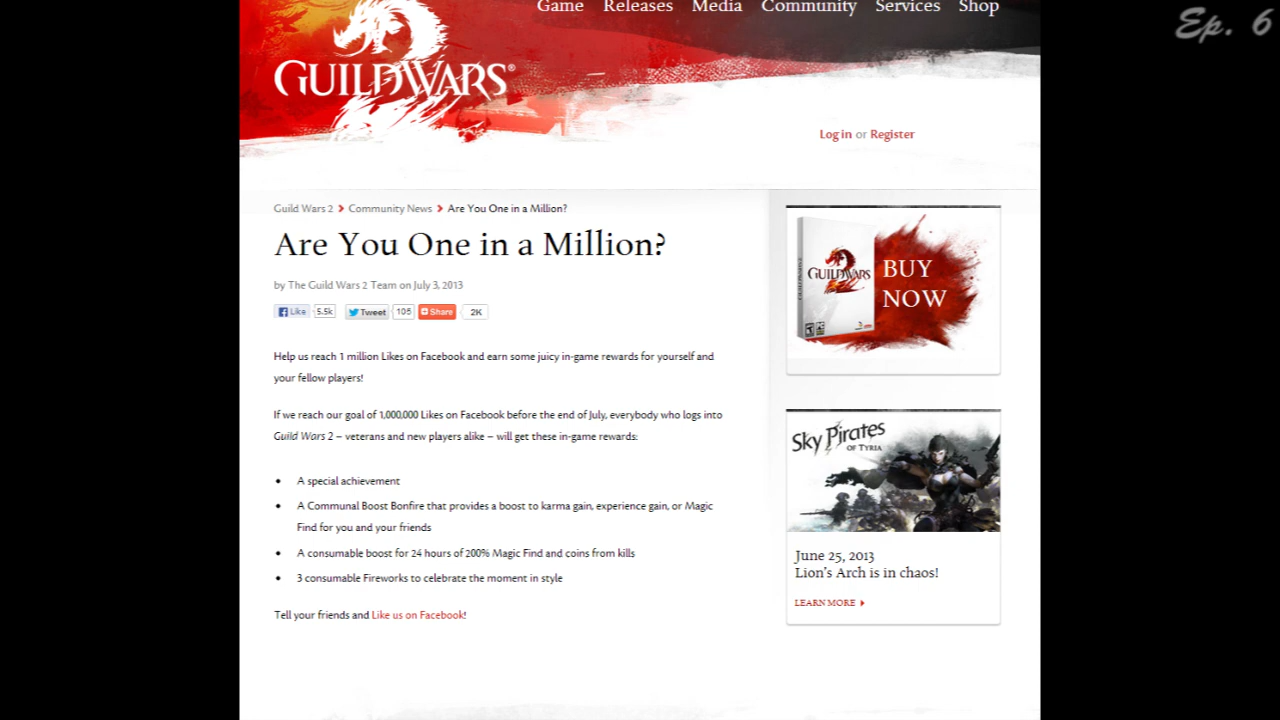 Game Releases Media Community Services Shop
Ep. 6
GUILD WARS®
Log in or Register
Guild Wars 2 > Community News > Are You One in a Million?
Are You One in a Million?
by The Guild Wars 2 Team on July 3, 2013
Like 5.5k Tweet 105 Share 2K
Help us reach 1 million Likes on Facebook and earn some juicy in-game rewards for yourself and
your fellow players!
If we reach our goal of 1,000,000 Likes on Facebook before the end of July, everybody who logs into
Guild Wars 2 – veterans and new players alike – will get these in-game rewards:
• A special achievement
• A Communal Boost Bonfire that provides a boost to karma gain, experience gain, or Magic
Find for you and your friends
• A consumable boost for 24 hours of 200% Magic Find and coins from kills
• 3 consumable Fireworks to celebrate the moment in style
Tell your friends and Like us on Facebook!
GUILD WARS
BUY
NOW
Sky Pirates
OF TYRIA
June 25, 2013
Lion's Arch is in chaos!
LEARN MORE